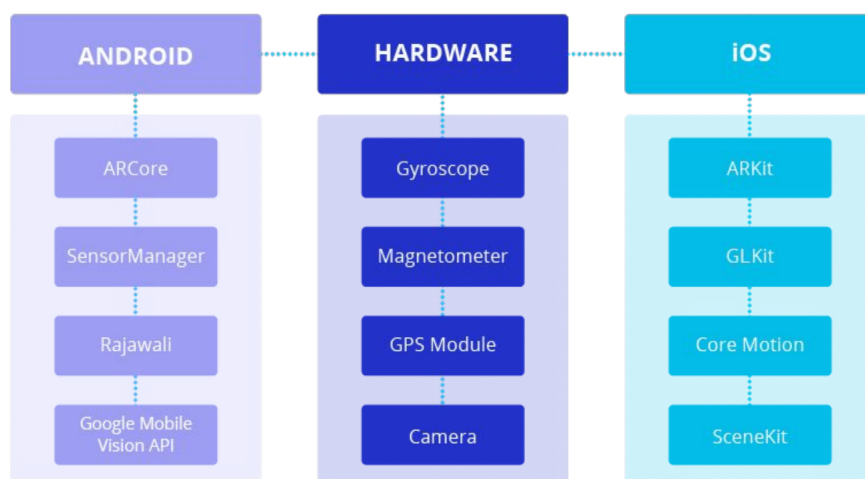 ANDROID
HARDWARE
iOS
ARCore
SensorManager
Rajawali
Google Mobile
Vision API
Gyroscope
Magnetometer
GPS Module
Camera
ARKit
GLKit
Core Motion
SceneKit